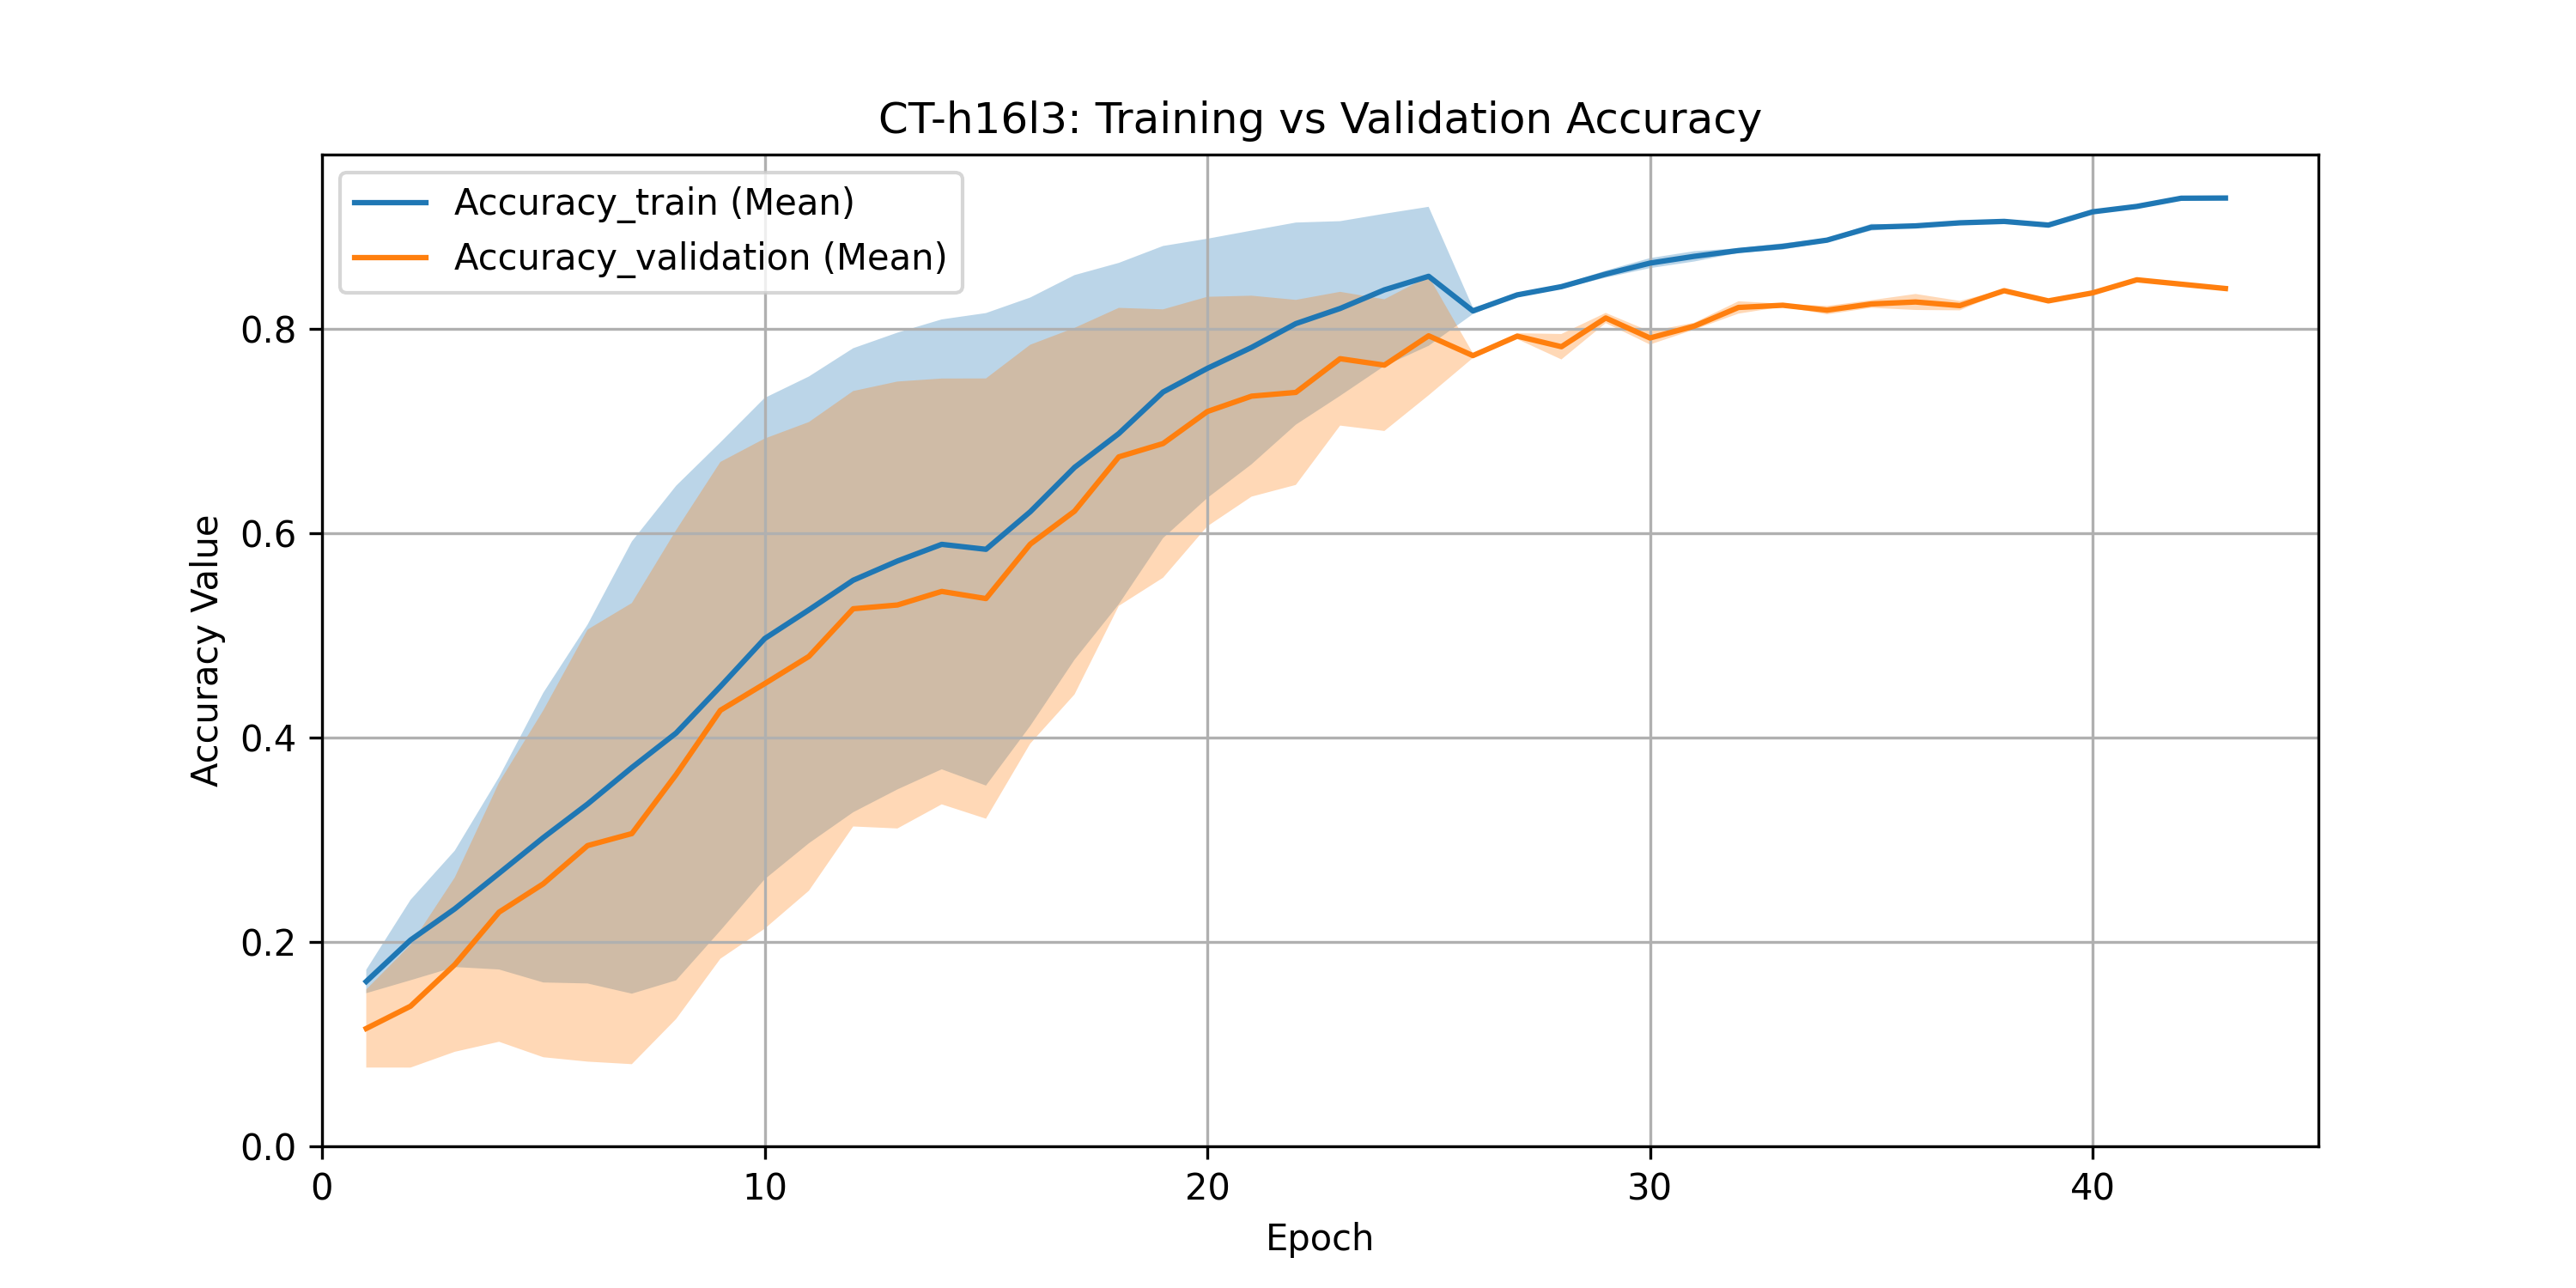 CT-h16l3: Training vs Validation Accuracy
Accuracy_train (Mean)
Accuracy_validation (Mean)
Accuracy Value
0.8
0.6
0.4
0.2
0.0
0 10 20 30 40
Epoch